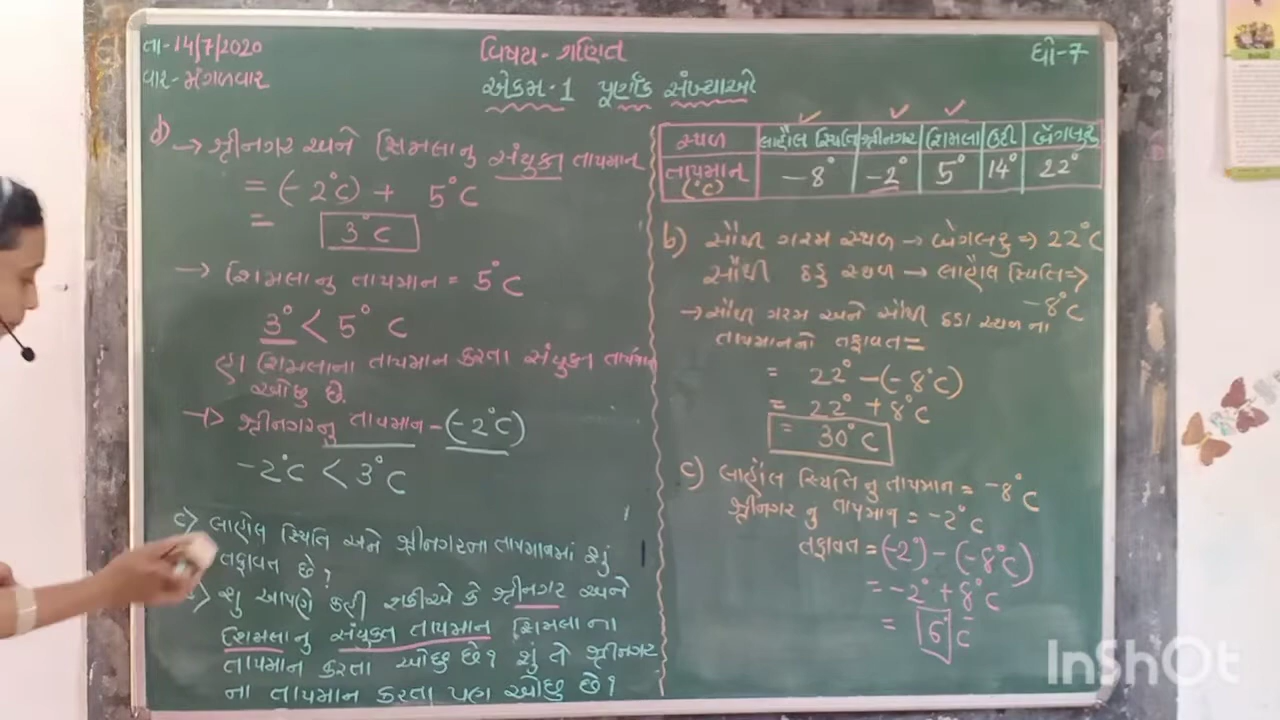 તા-14/7/2020
વાર-મંગળવાર
વિષય-ગણિત
એકમ-1 પૂર્ણાંક સંખ્યાઓ
ધો-7
d)
→ શ્રીનગર અને શિમલાનુ સંયુક્ત તાપમાન
= (-2°C) + 5°C
= 3°C
→ શિમલાનુ તાપમાન = 5°C
3° < 5° C
હા શિમલાના તાપમાન કરતા સંયુક્ત તાપમાન
ઓછુ છે.
→ શ્રીનગરનુ તાપમાન-(-2°C)
-2°C < 3°C
c) લાહોલ સ્થિતિ અને શ્રીનગરના તાપમાનમાં શું
તફાવત છે?
શુ આપણે કહી શકીએ કે શ્રીનગર અને
શિમલાનુ સંયુક્ત તાપમાન શિમલા ના
તાપમાન કરતા ઓછુ છે? શું તે શ્રીનગર
ના તાપમાન કરતા પણ ઓછુ છે?
સ્થળ લાહૌલ સ્થિતિ શ્રીનગર શિમલા ઉટી બેંગલુરુ
તાપમાન (°C) -8° -2° 5° 14° 22°
b) સૌથી ગરમ સ્થળ → બેંગલુરુ ⇒ 22°C
સૌથી ઠંડુ સ્થળ → લાહૌલ સ્થિતિ ⇒
-8°C
→ સૌથી ગરમ અને સૌથી ઠંડા સ્થળ ના
તાપમાનનો તફાવત =
= 22° -(-8°C)
= 22° + 8°C
= 30°C
c) લાહૌલ સ્થિતિ નુ તાપમાન = -8°C
શ્રીનગર નુ તાપમાન = -2°C
તફાવત = (-2°) - (-8°C)
= -2° + 8°C
= 6°C
InShOt